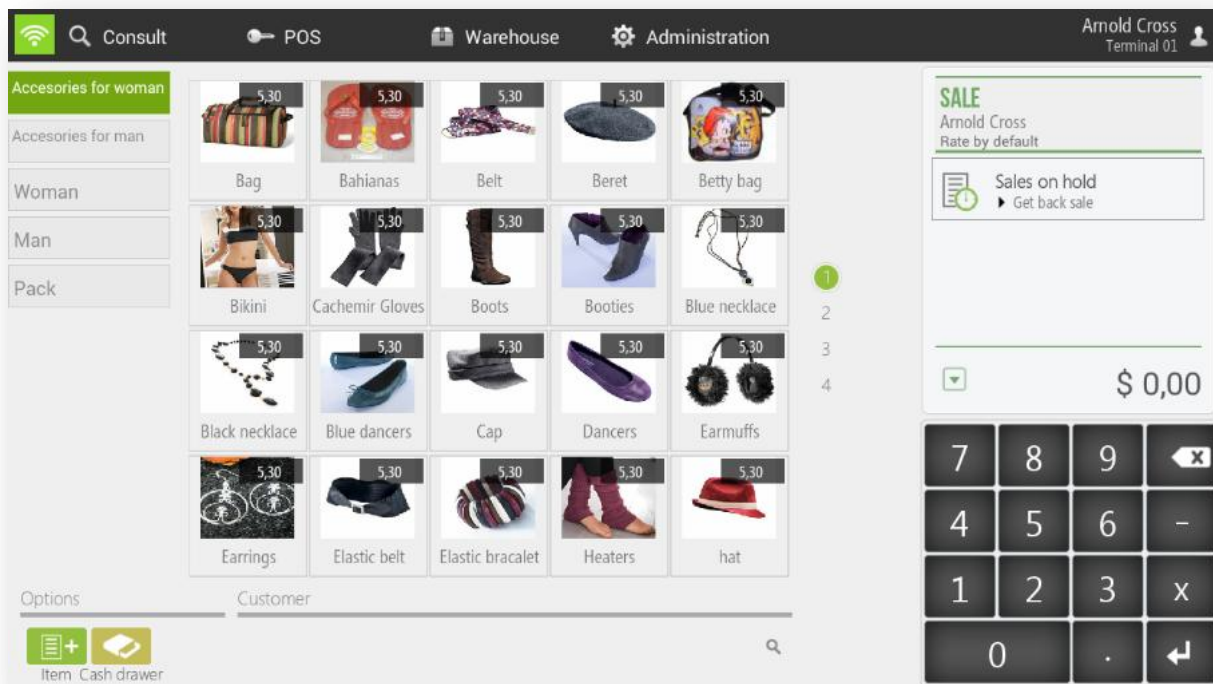 Consult
POS
Warehouse
Administration
Arnold Cross
Terminal 01
Accesories for woman
Accesories for man
Woman
Man
Pack
5,30 5,30 5,30 5,30 5,30
Bag Bahianas Belt Beret Betty bag
5,30 5,30 5,30 5,30 5,30
Bikini Cachemir Gloves Boots Booties Blue necklace
5,30 5,30 5,30 5,30 5,30
Black necklace Blue dancers Cap Dancers Earmuffs
5,30 5,30 5,30 5,30 5,30
Earrings Elastic belt Elastic bracalet Heaters hat
1
2
3
4
Options
Customer
Item Cash drawer
SALE
Arnold Cross
Rate by default
Sales on hold
Get back sale
$ 0,00
7 8 9 x
4 5 6 -
1 2 3 X
0 .